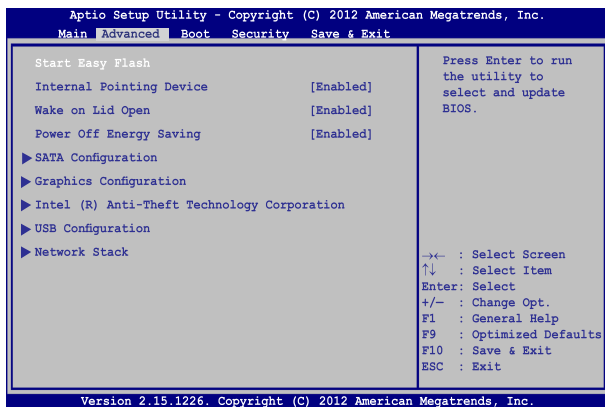 Aptio Setup Utility - Copyright (C) 2012 American Megatrends, Inc.
Main Advanced Boot Security Save & Exit
Start Easy Flash
Internal Pointing Device [Enabled]
Wake on Lid Open [Enabled]
Power Off Energy Saving [Enabled]
SATA Configuration
Graphics Configuration
Intel (R) Anti-Theft Technology Corporation
USB Configuration
Network Stack
Press Enter to run
the utility to
select and update
BIOS.
→← : Select Screen
↑↓ : Select Item
Enter: Select
+/— : Change Opt.
F1 : General Help
F9 : Optimized Defaults
F10 : Save & Exit
ESC : Exit
Version 2.15.1226. Copyright (C) 2012 American Megatrends, Inc.